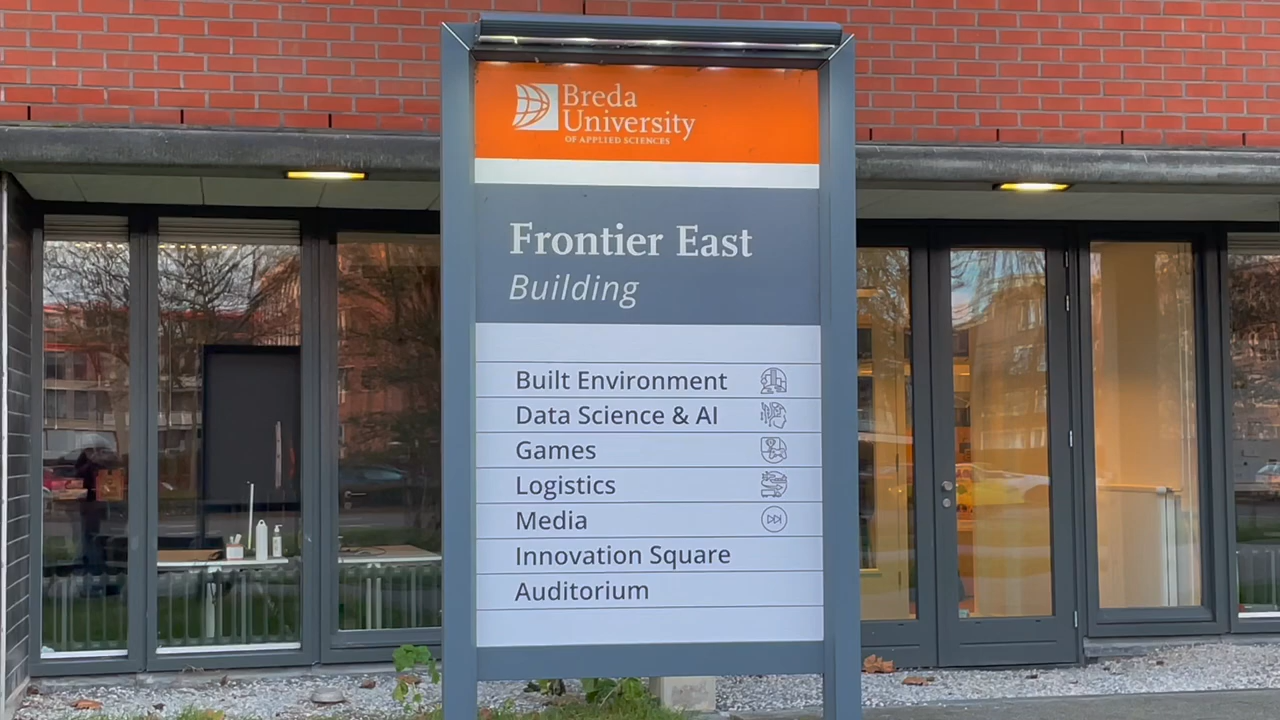 Breda
University
OF APPLIED SCIENCES
Frontier East
Building
Built Environment
Data Science & AI
Games
Logistics
Media
Innovation Square
Auditorium